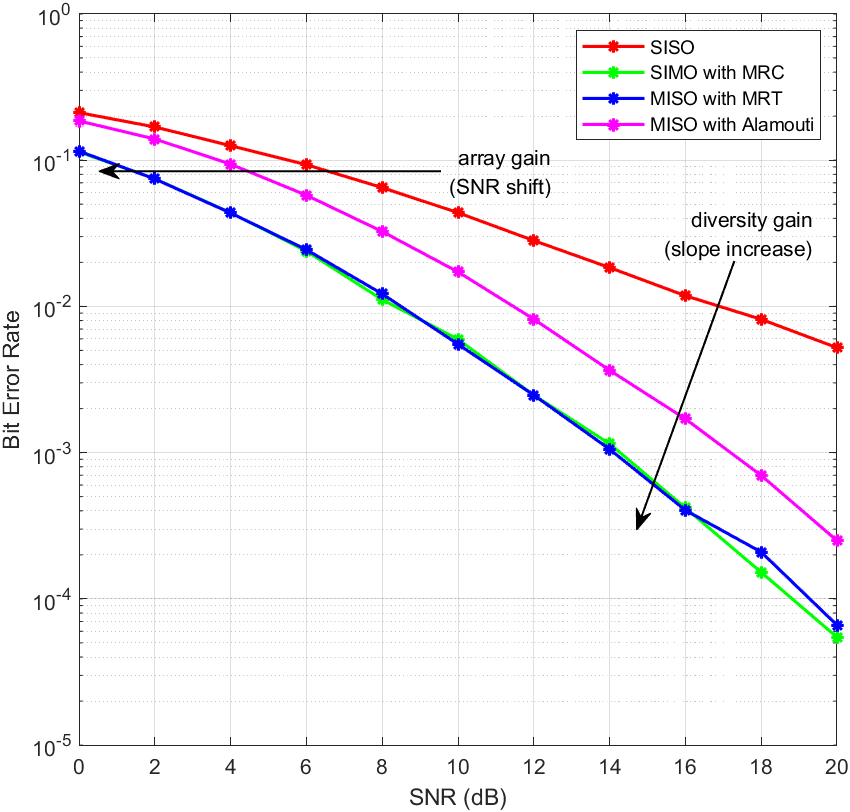 10^0
10^-1
10^-2
10^-3
10^-4
10^-5
Bit Error Rate
SISO
SIMO with MRC
MISO with MRT
MISO with Alamouti
array gain
(SNR shift)
diversity gain
(slope increase)
0 2 4 6 8 10 12 14 16 18 20
SNR (dB)